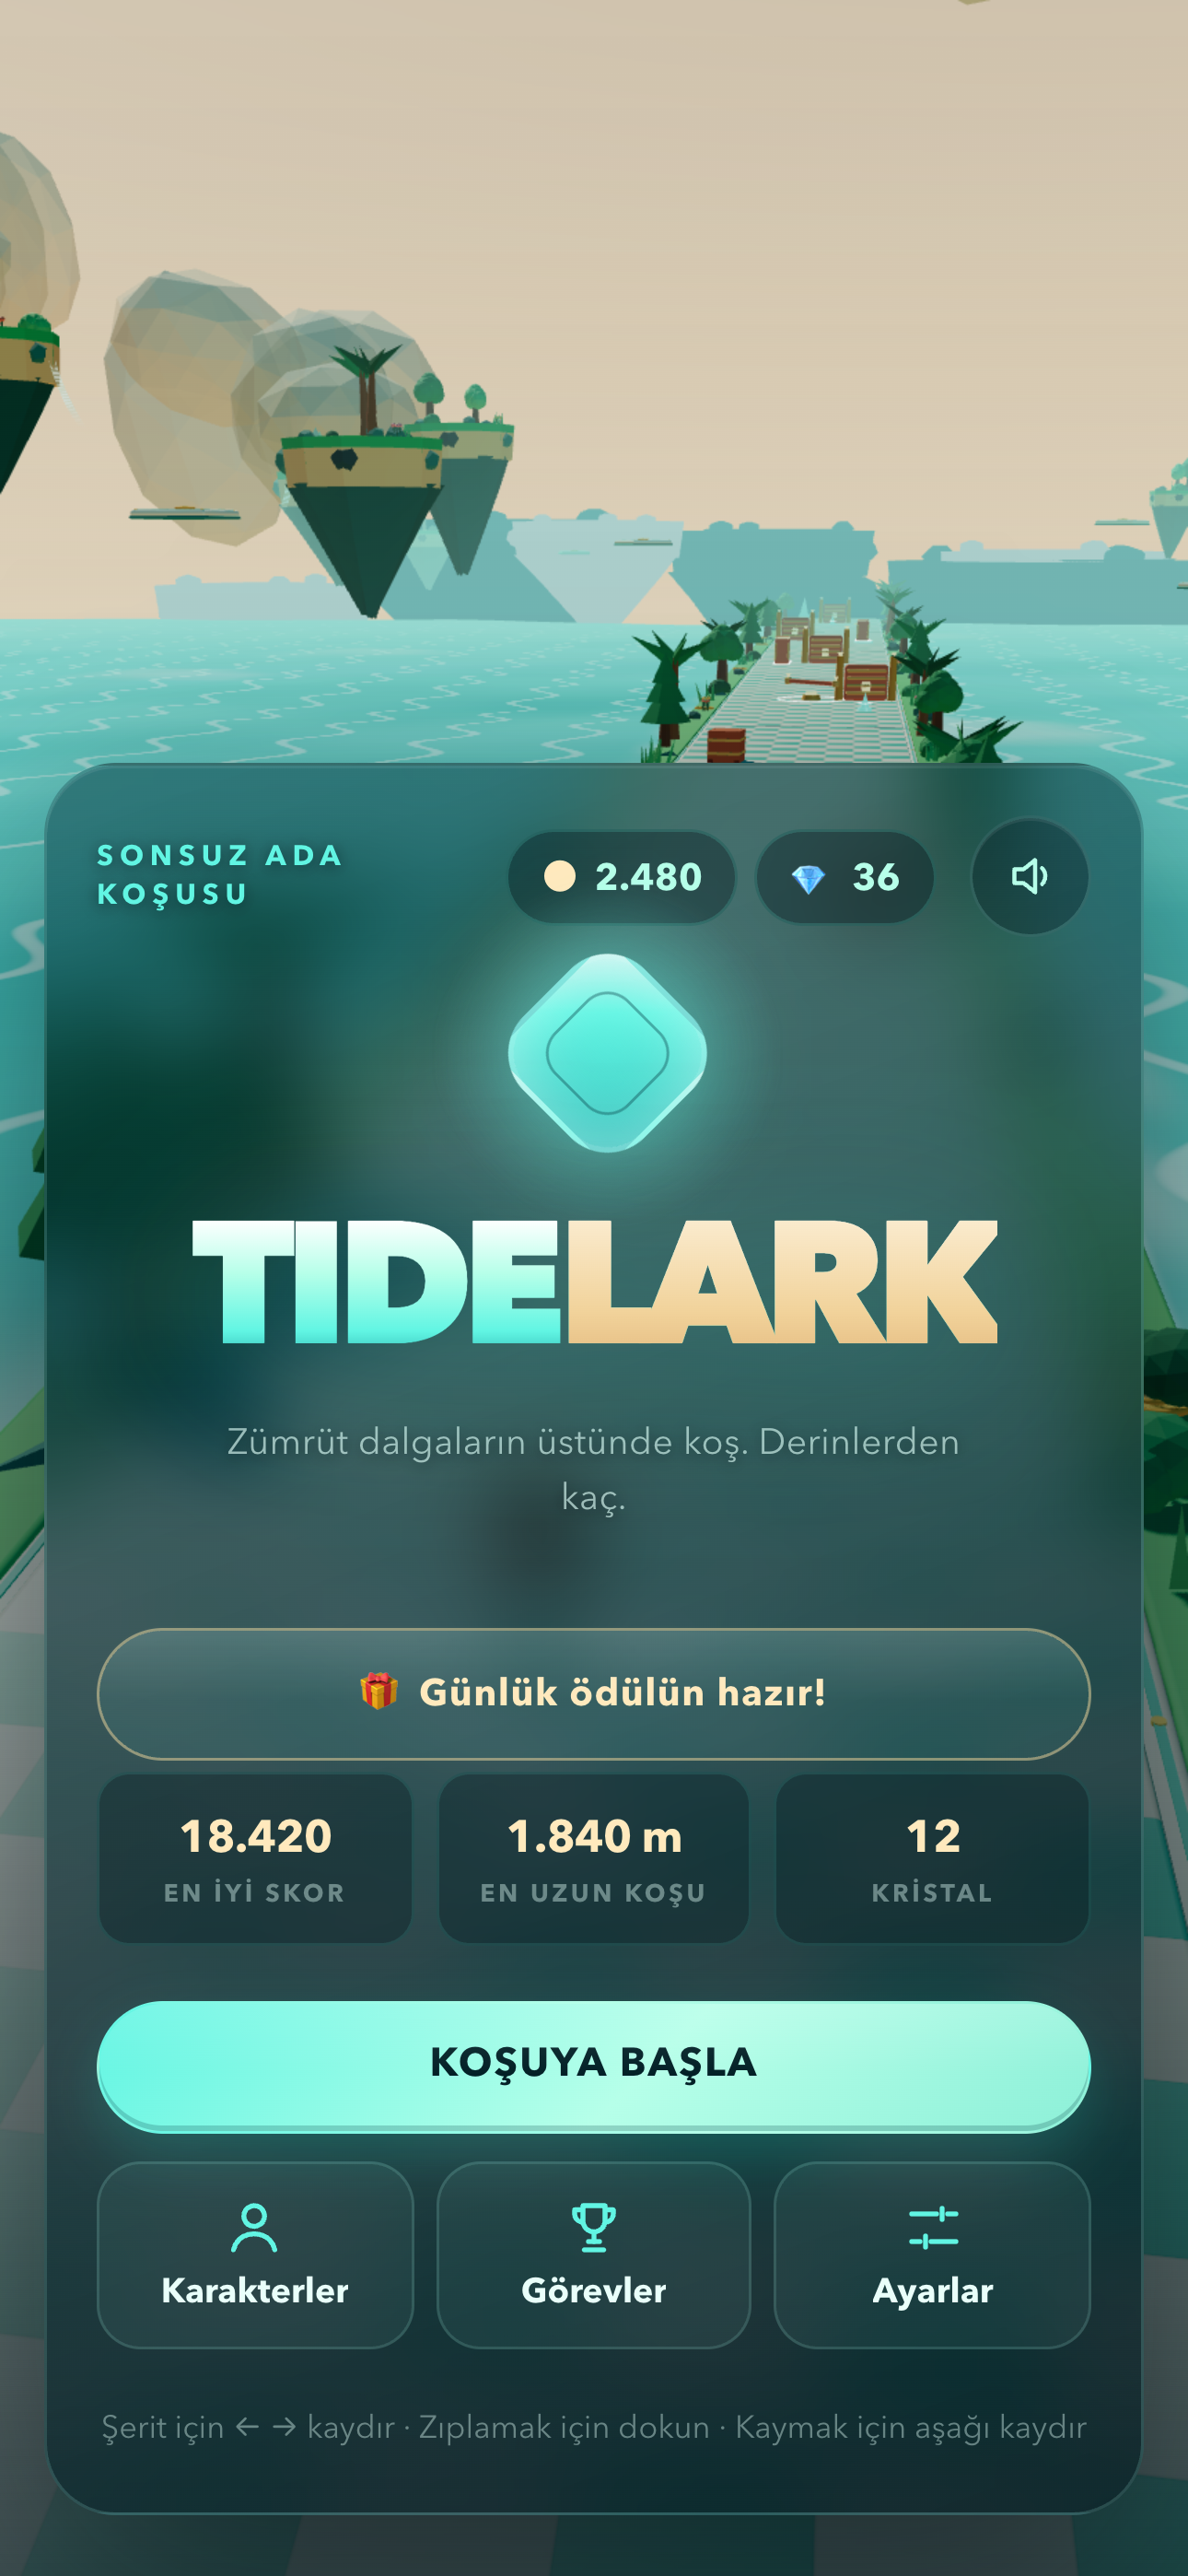 SONSUZ ADA
KOŞUSU
2.480
36
TIDELARK
Zümrüt dalgaların üstünde koş. Derinlerden
kaç.
Günlük ödülün hazır!
18.420
EN İYİ SKOR
1.840 m
EN UZUN KOŞU
12
KRİSTAL
KOŞUYA BAŞLA
Karakterler
Görevler
Ayarlar
Şerit için ← → kaydır · Zıplamak için dokun · Kaymak için aşağı kaydır